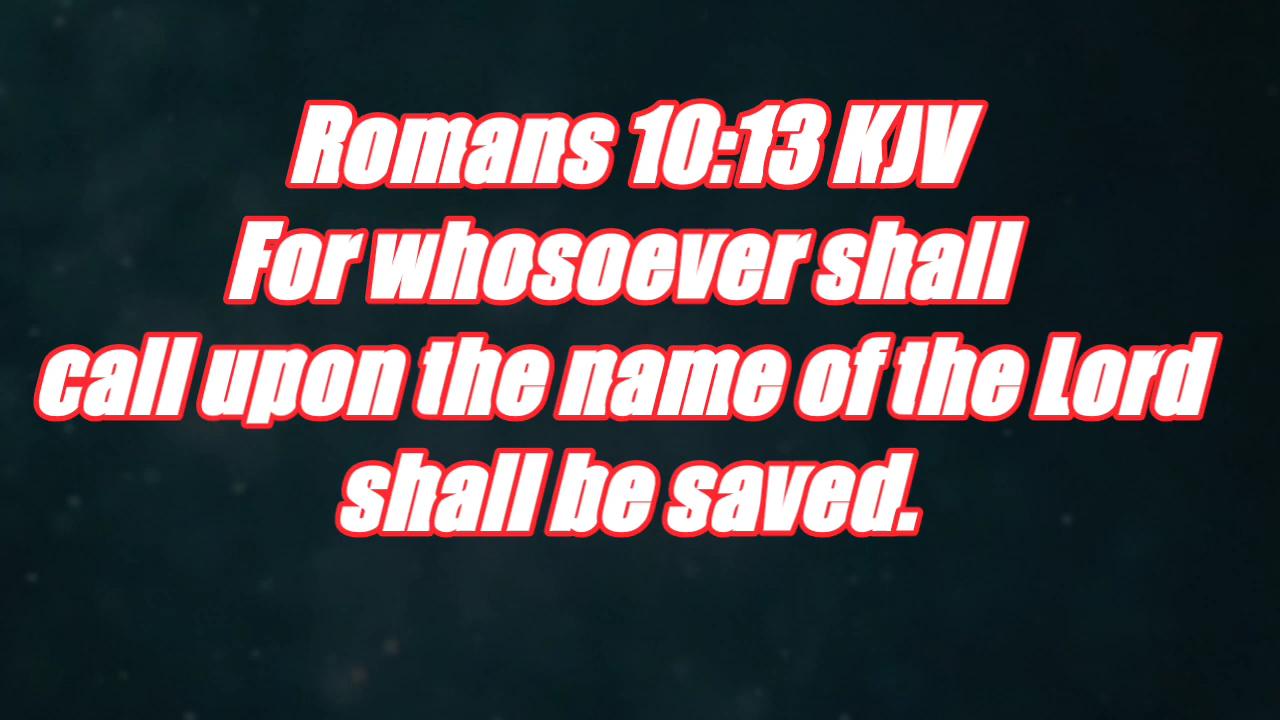 Romans 10:13 KJV
For whosoever shall
call upon the name of the Lord
shall be saved.